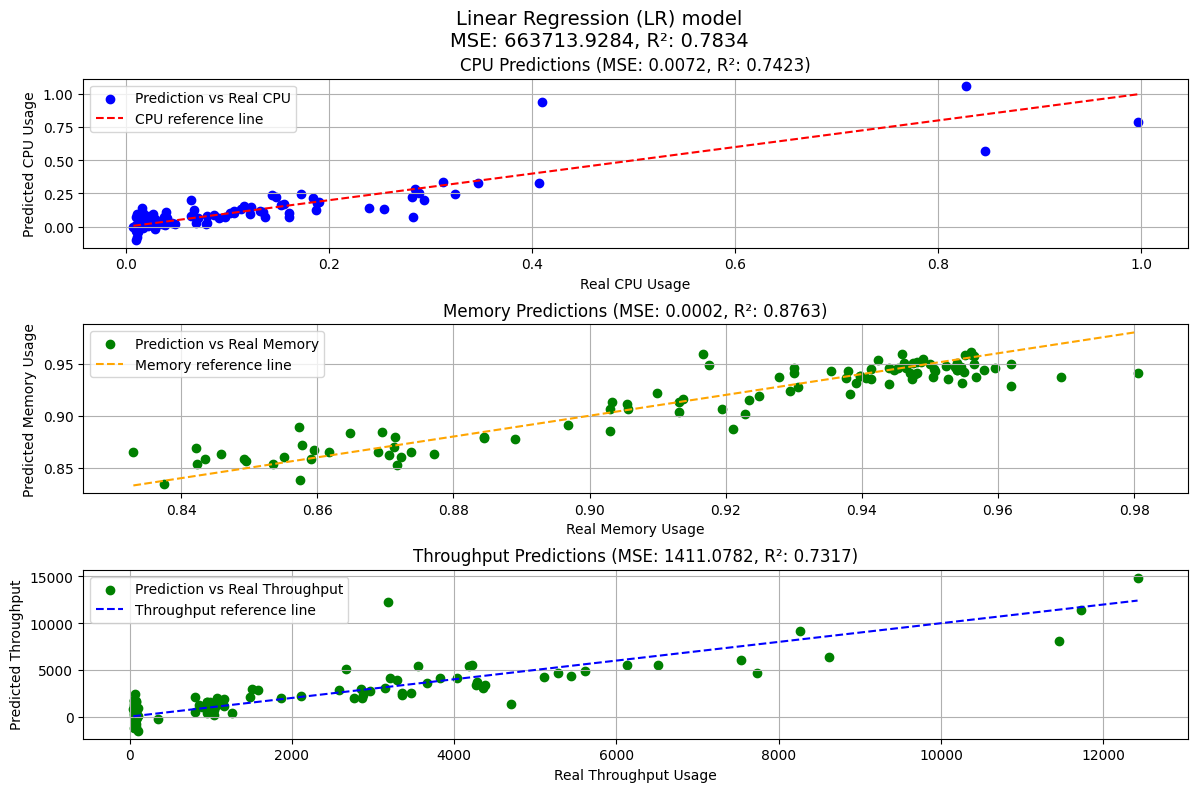 Linear Regression (LR) model
MSE: 663713.9284, R²: 0.7834
CPU Predictions (MSE: 0.0072, R²: 0.7423)
Predicted CPU Usage
1.00
0.75
0.50
0.25
0.00
Prediction vs Real CPU
CPU reference line
0.0 0.2 0.4 0.6 0.8 1.0
Real CPU Usage
Memory Predictions (MSE: 0.0002, R²: 0.8763)
Predicted Memory Usage
0.95
0.90
0.85
Prediction vs Real Memory
Memory reference line
0.84 0.86 0.88 0.90 0.92 0.94 0.96 0.98
Real Memory Usage
Throughput Predictions (MSE: 1411.0782, R²: 0.7317)
Predicted Throughput
15000
10000
5000
0
Prediction vs Real Throughput
Throughput reference line
0 2000 4000 6000 8000 10000 12000
Real Throughput Usage